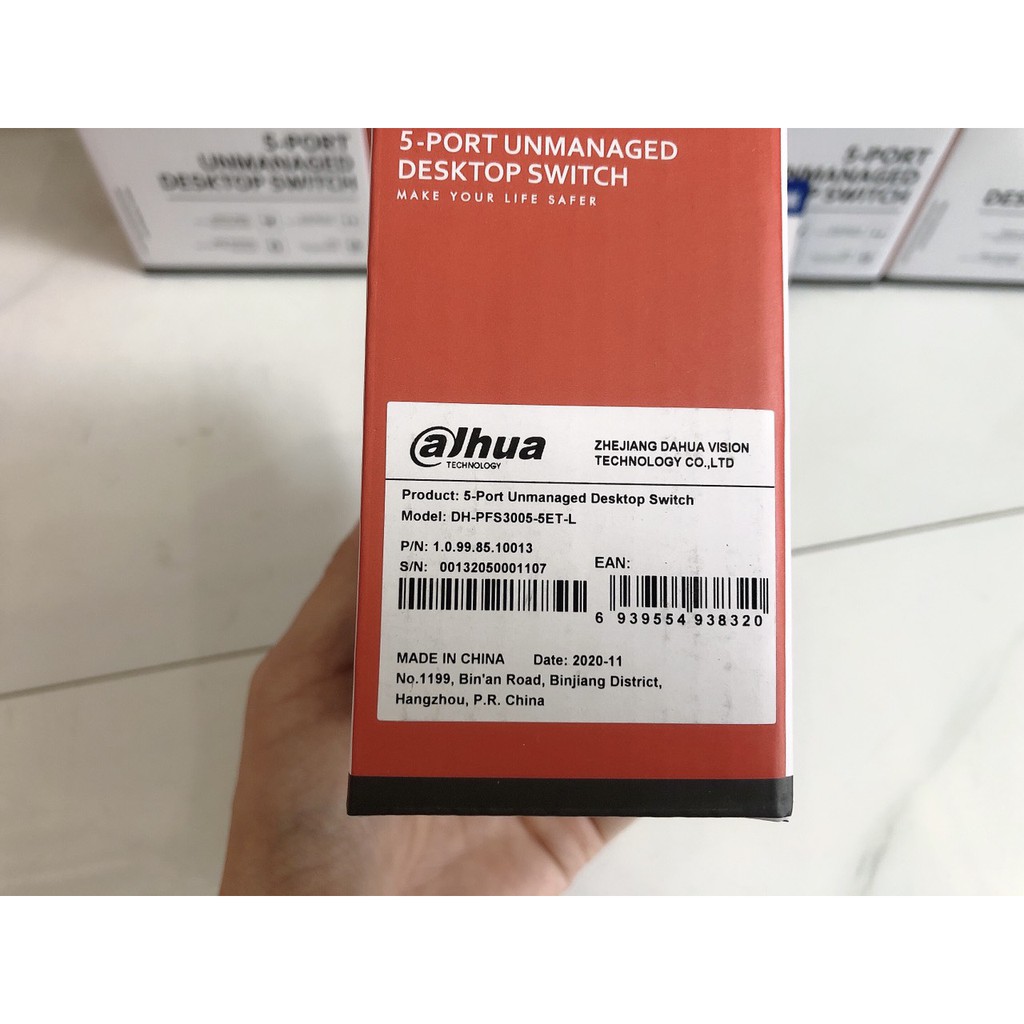 5-PORT
UNMANAGED
DESKTOP SWITCH
5-PORT UNMANAGED
DESKTOP SWITCH
MAKE YOUR LIFE SAFER
5-PORT
UNMANAGED
P SWITCH
DES
alhua
TECHNOLOGY
ZHEJIANG DAHUA VISION
TECHNOLOGY CO.,LTD
Product: 5-Port Unmanaged Desktop Switch
Model: DH-PFS3005-5ET-L
P/N: 1.0.99.85.10013
S/N: 00132050001107
EAN:
6 939554 938320
MADE IN CHINA Date: 2020-11
No.1199, Bin'an Road, Binjiang District,
Hangzhou, P.R. China